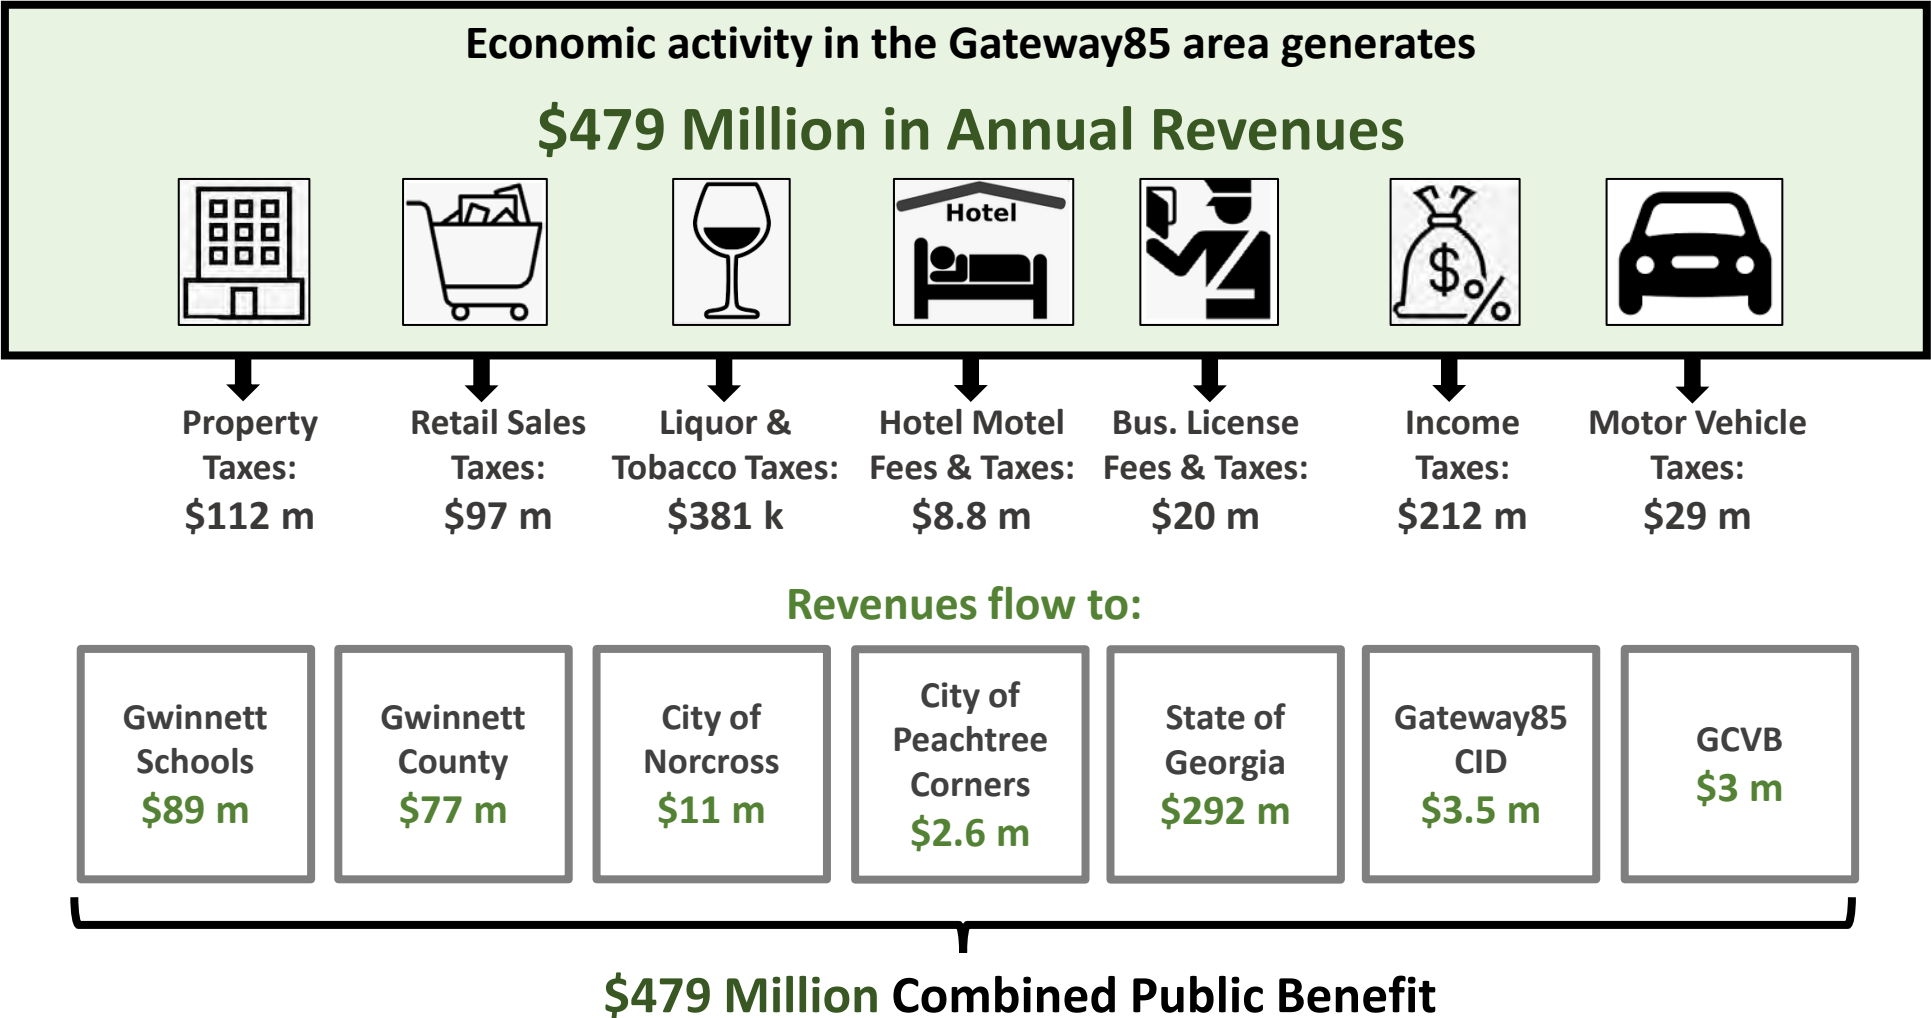 Economic activity in the Gateway85 area generates
$479 Million in Annual Revenues
Hotel
$
%
Property
Taxes:
$112 m
Retail Sales
Taxes:
$97 m
Liquor &
Tobacco Taxes:
$381 k
Hotel Motel
Fees & Taxes:
$8.8 m
Bus. License
Fees & Taxes:
$20 m
Income
Taxes:
$212 m
Motor Vehicle
Taxes:
$29 m
Revenues flow to:
Gwinnett
Schools
$89 m
Gwinnett
County
$77 m
City of
Norcross
$11 m
City of
Peachtree
Corners
$2.6 m
State of
Georgia
$292 m
Gateway85
CID
$3.5 m
GCVB
$3 m
$479 Million Combined Public Benefit